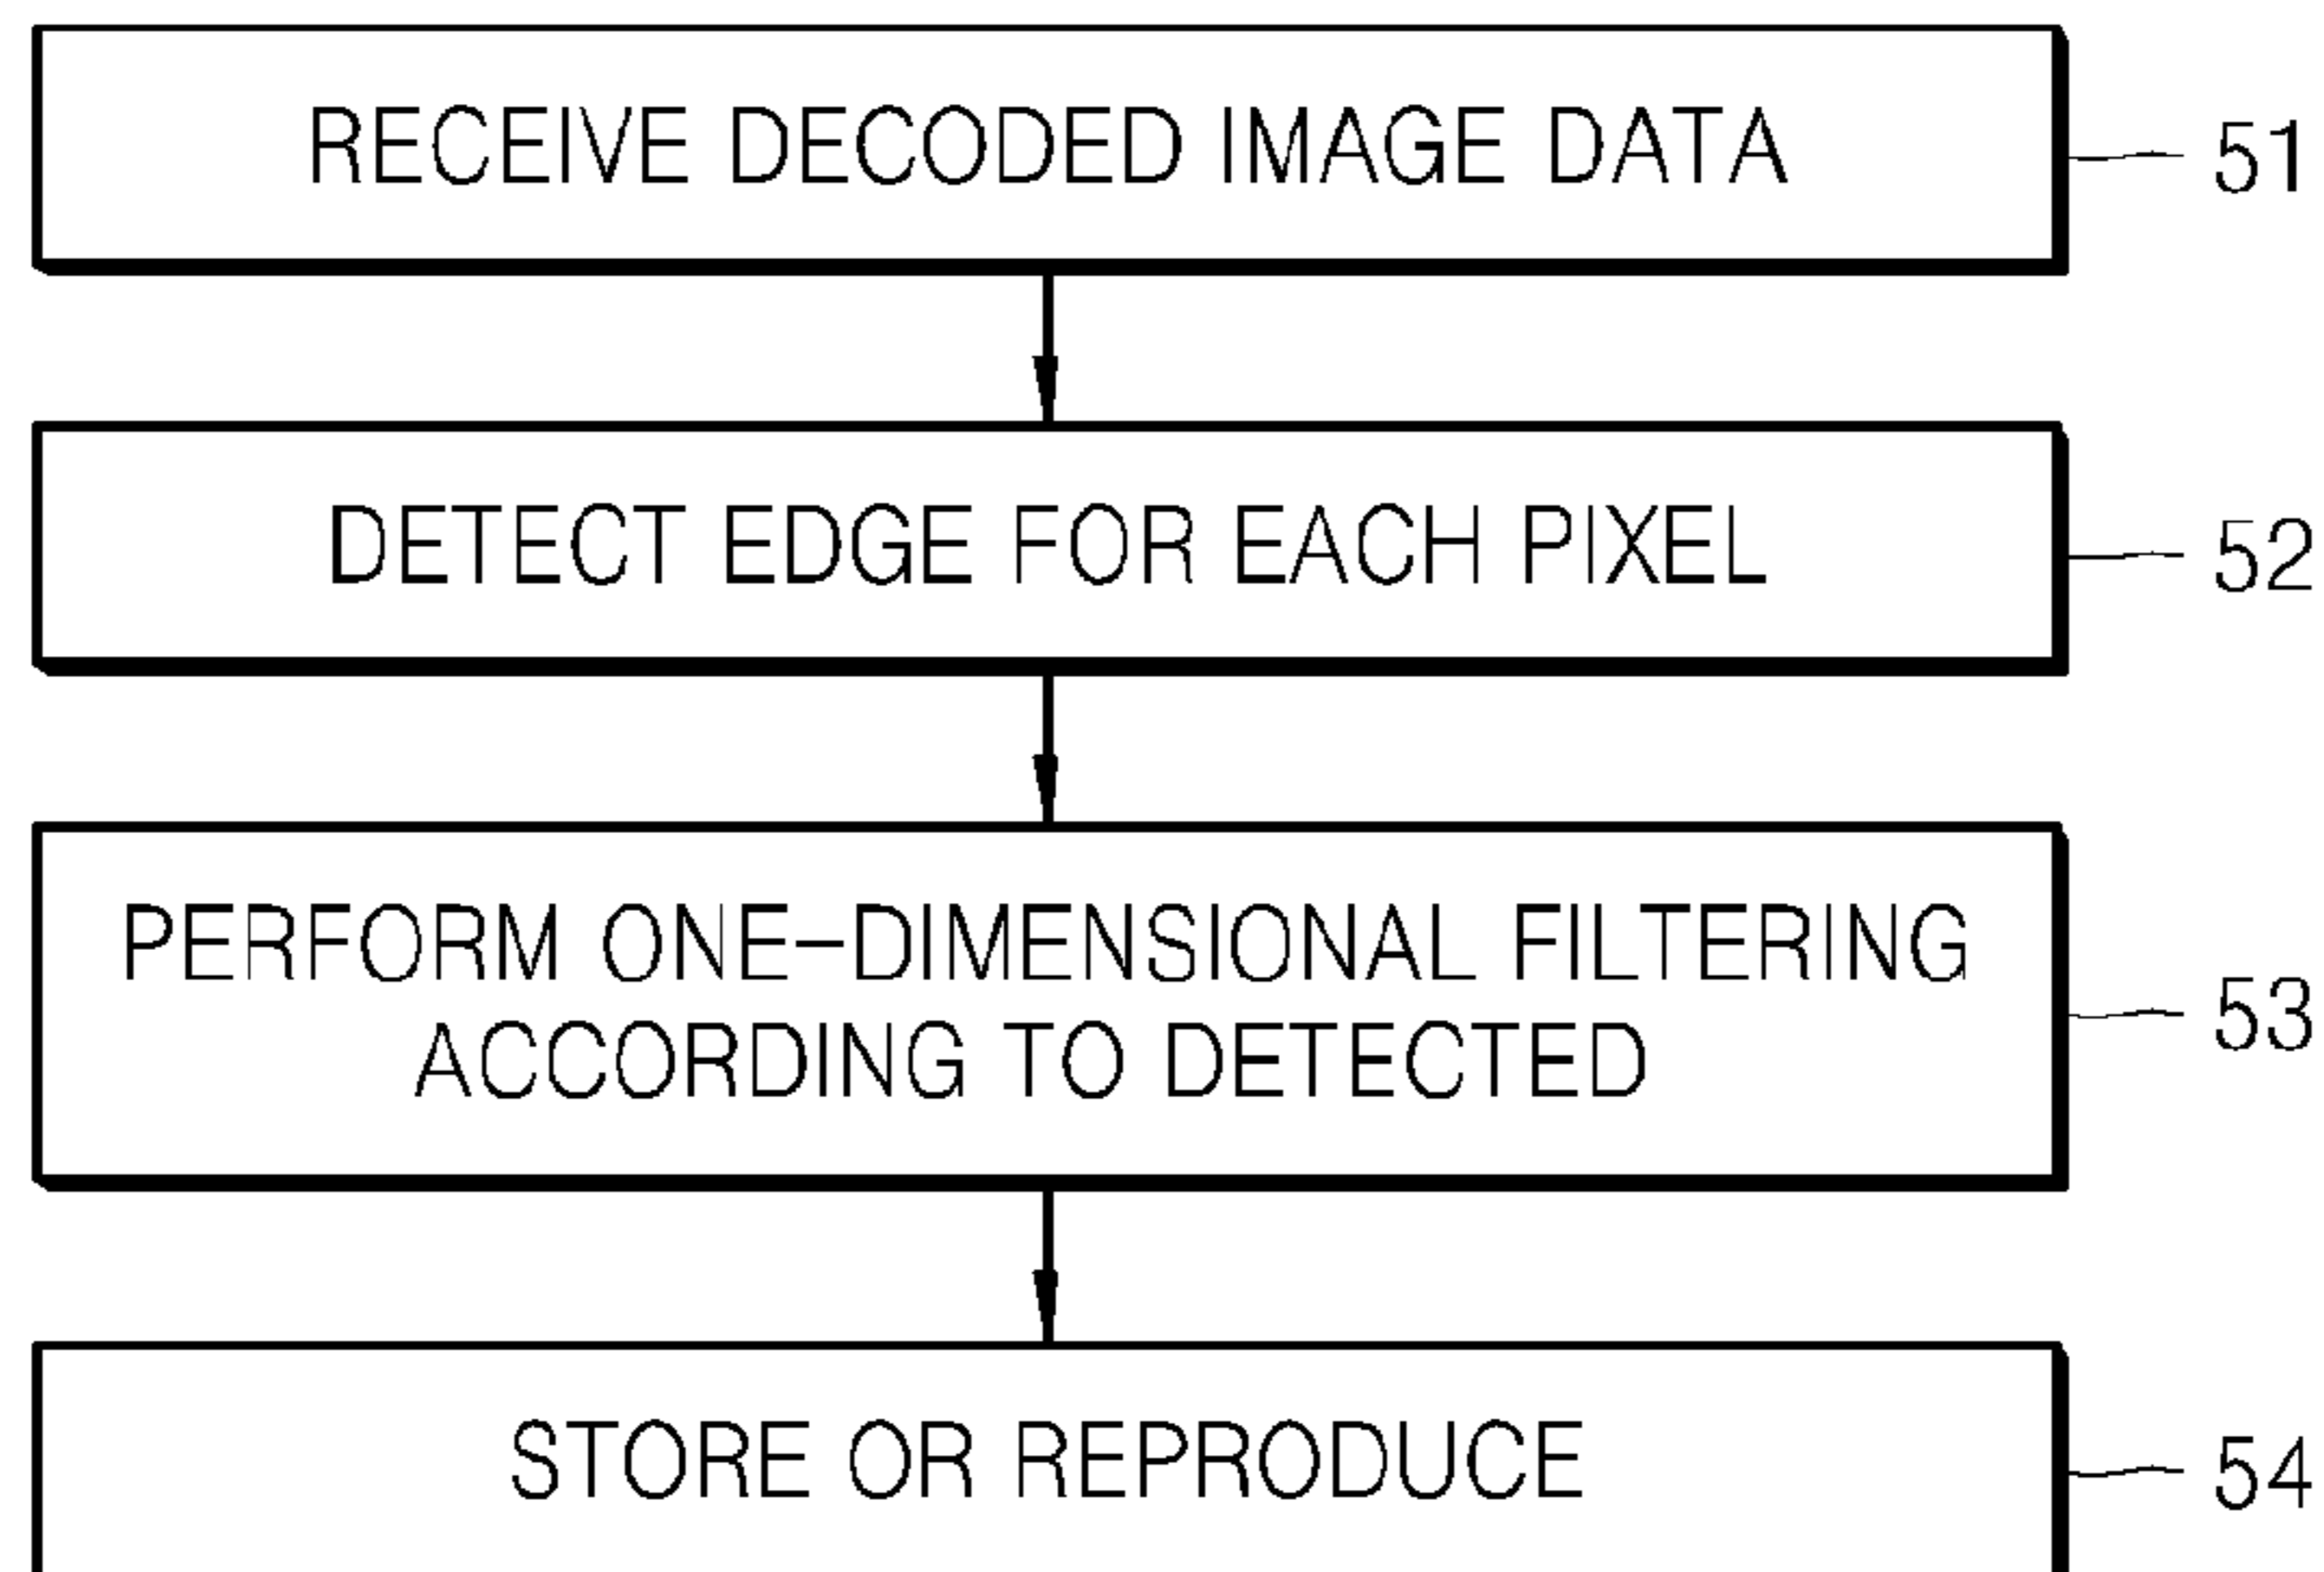 RECEIVE DECODED IMAGE DATA
51
DETECT EDGE FOR EACH PIXEL
52
PERFORM ONE-DIMENSIONAL FILTERING
ACCORDING TO DETECTED
53
STORE OR REPRODUCE
54